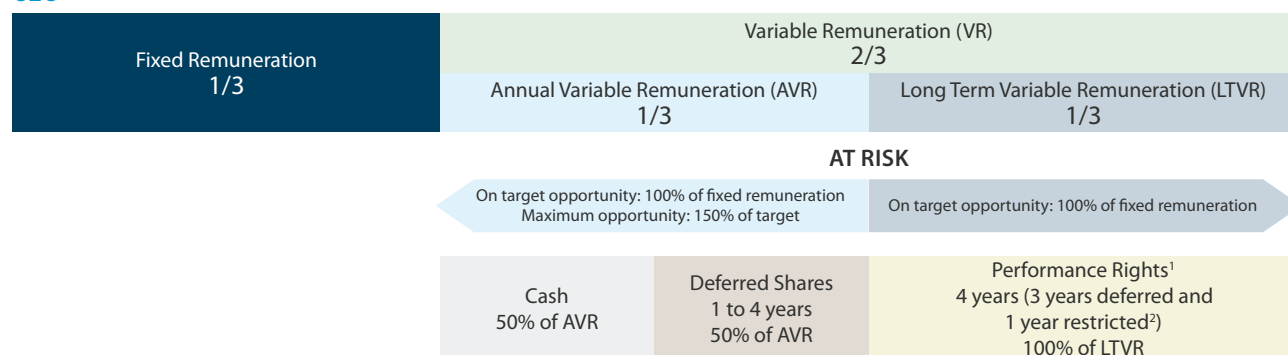 Fixed Remuneration
1/3
Variable Remuneration (VR)
2/3
Annual Variable Remuneration (AVR)
1/3
Long Term Variable Remuneration (LTVR)
1/3
AT RISK
On target opportunity: 100% of fixed remuneration
Maximum opportunity: 150% of target
On target opportunity: 100% of fixed remuneration
Cash
50% of AVR
Deferred Shares
1 to 4 years
50% of AVR
Performance Rights¹
4 years (3 years deferred and
1 year restricted²)
100% of LTVR